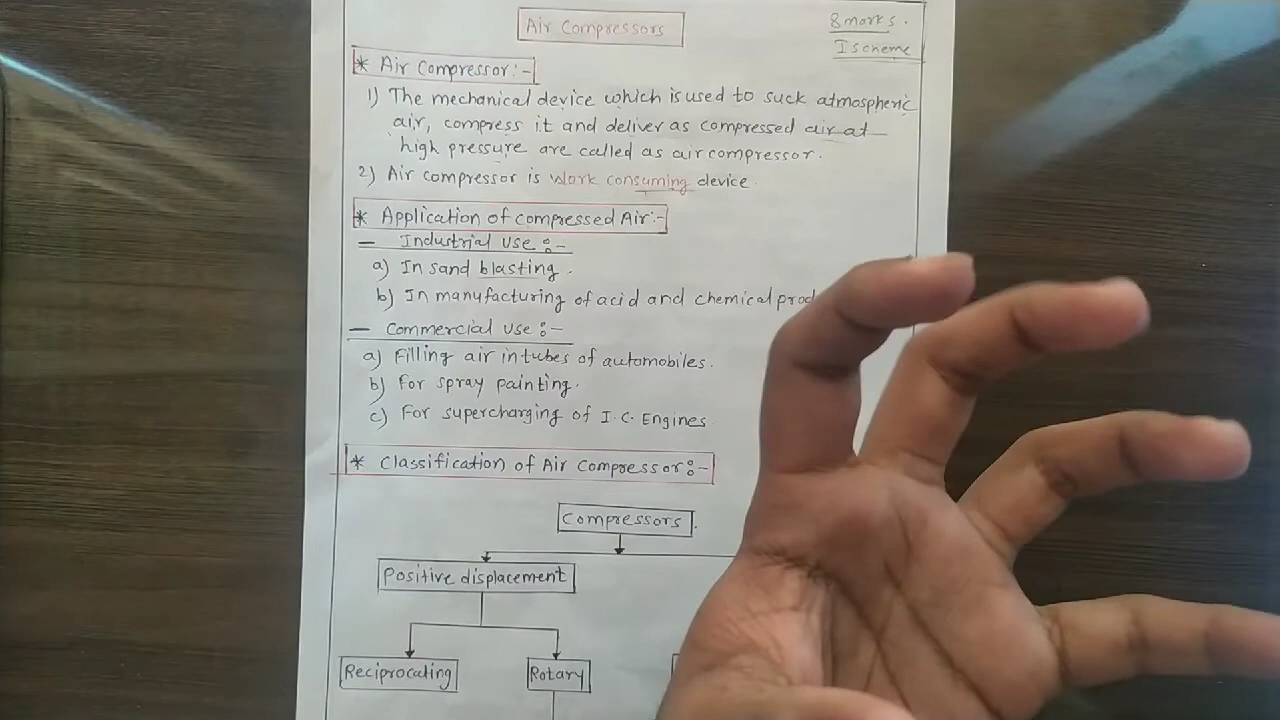 Air Compressors
8 marks.
I scheme
* Air Compressor:-
1) The mechanical device which is used to suck atmospheric
air, compress it and deliver as compressed air at
high pressure are called as air compressor.
2) Air compressor is work consuming device.
* Application of compressed Air:-
— Industrial use :-
a) In sand blasting.
b) In manufacturing of acid and chemical
— Commercial use :-
a) Filling air in tubes of automobiles.
b) For spray painting.
c) For supercharging of I.C. Engines
* Classification of Air Compressor:-
Compressors.
Positive displacement
Reciprocating
Rotary